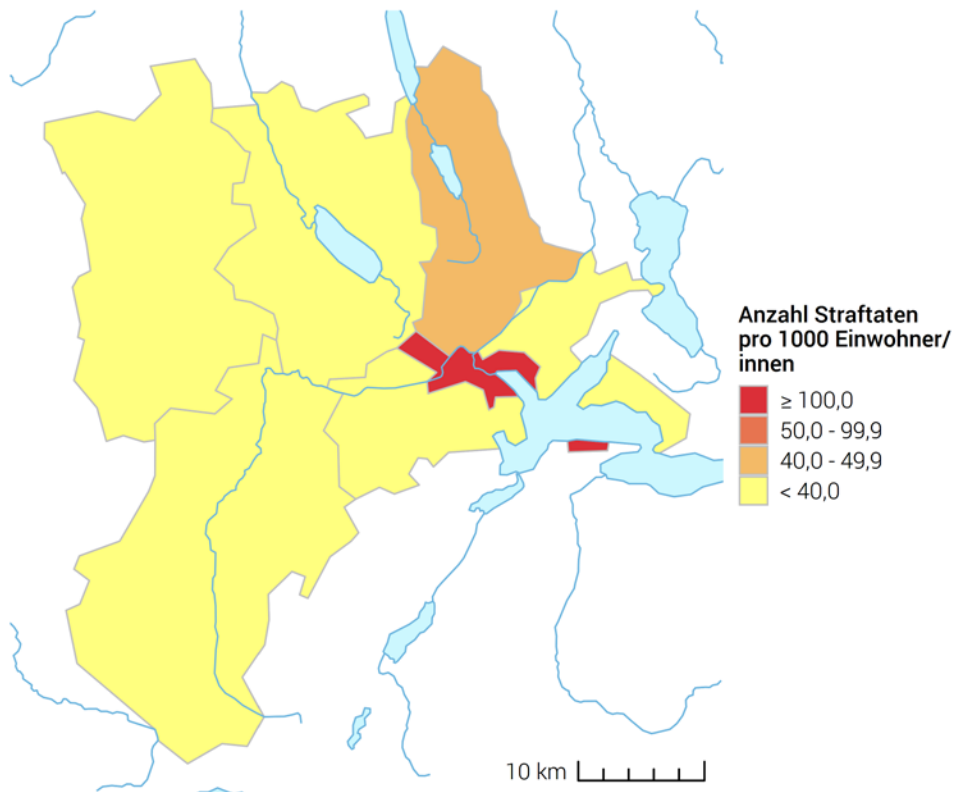 Anzahl Straftaten
pro 1000 Einwohner/
innen
≥ 100,0
50,0 - 99,9
40,0 - 49,9
< 40,0
10 km